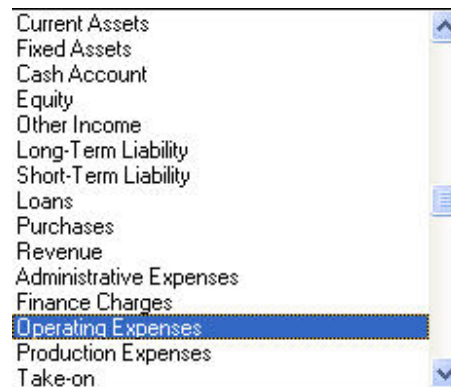 Current Assets
Fixed Assets
Cash Account
Equity
Other Income
Long-Term Liability
Short-Term Liability
Loans
Purchases
Revenue
Administrative Expenses
Finance Charges
Operating Expenses
Production Expenses
Take-on